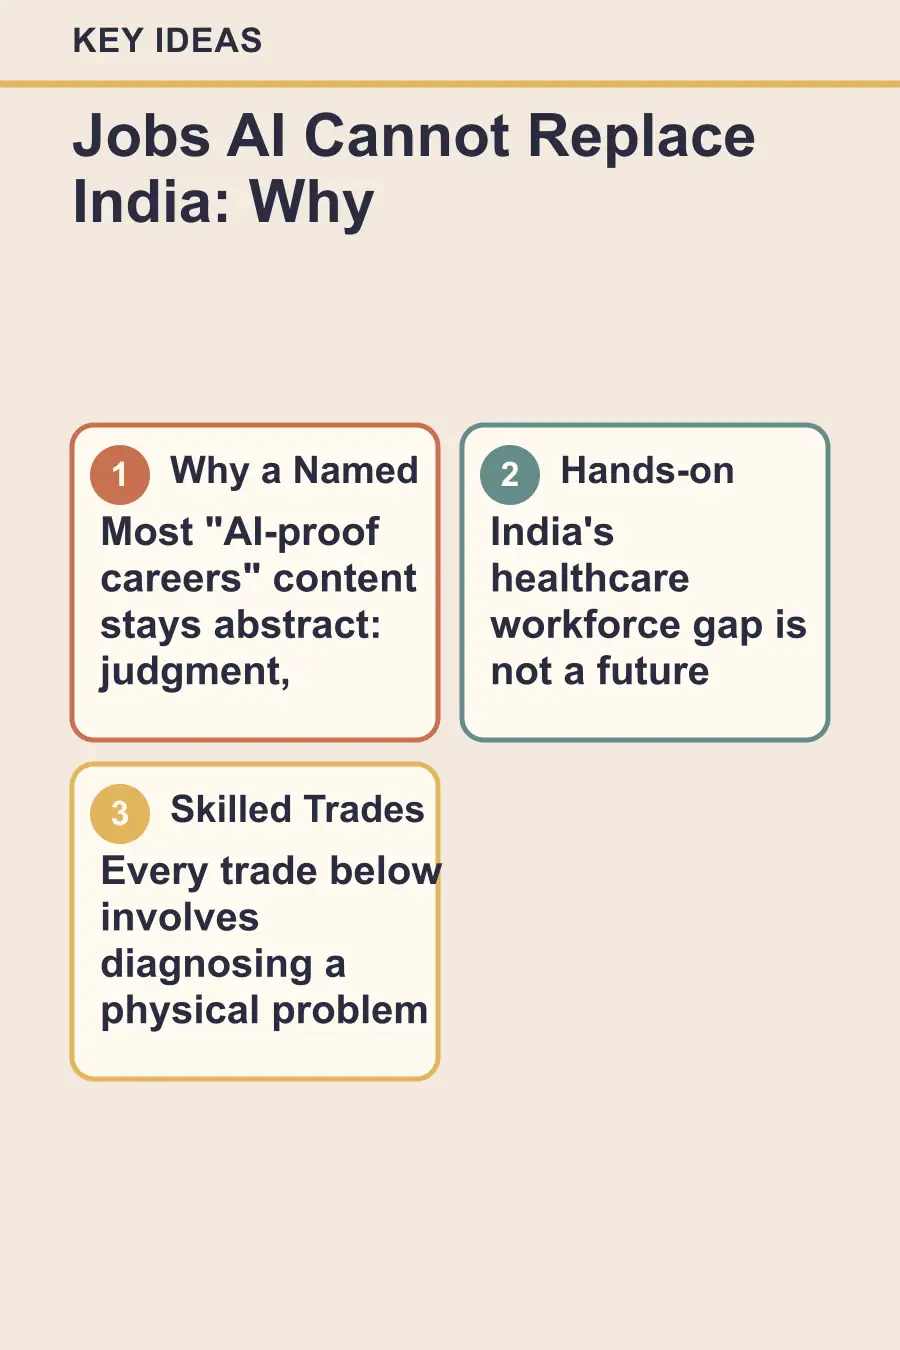 KEY IDEAS
Jobs AI Cannot Replace
India: Why
1 Why a Named
Most "AI-proof
careers" content
stays abstract:
judgment,
2 Hands-on
India's
healthcare
workforce gap is
not a future
3 Skilled Trades
Every trade below
involves
diagnosing a
physical problem